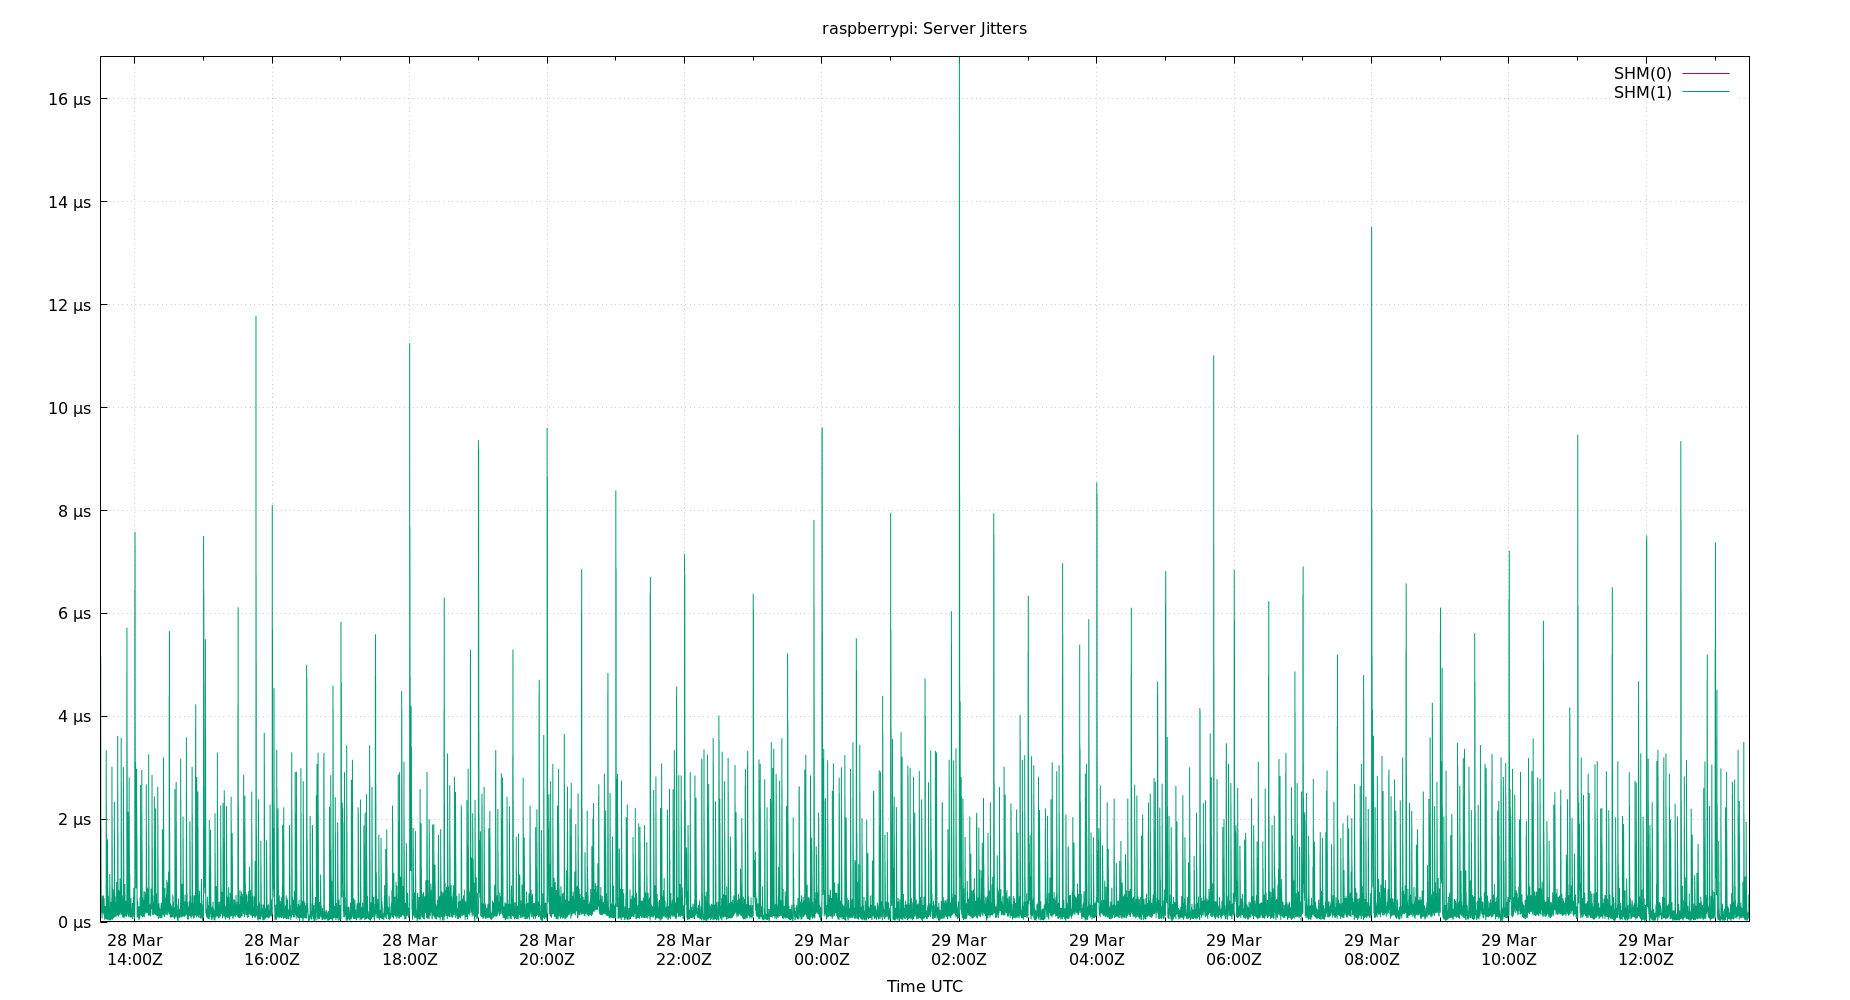 raspberrypi: Server Jitters
SHM(0)
SHM(1)
16 µs
14 µs
12 µs
10 µs
8 µs
6 µs
4 µs
2 µs
0 µs
28 Mar 28 Mar 28 Mar 28 Mar 28 Mar 29 Mar 29 Mar 29 Mar 29 Mar 29 Mar 29 Mar 29 Mar
14:00Z 16:00Z 18:00Z 20:00Z 22:00Z 00:00Z 02:00Z 04:00Z 06:00Z 08:00Z 10:00Z 12:00Z
Time UTC